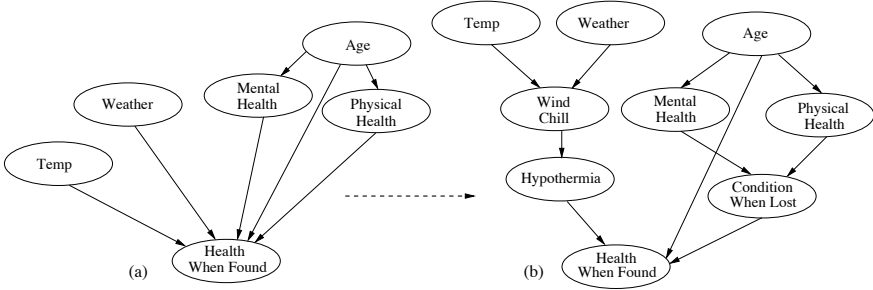 Age
Mental
Health
Physical
Health
Weather
Temp
Health
When Found
(a)
Temp
Weather
Age
Wind
Chill
Mental
Health
Physical
Health
Hypothermia
Condition
When Lost
Health
When Found
(b)